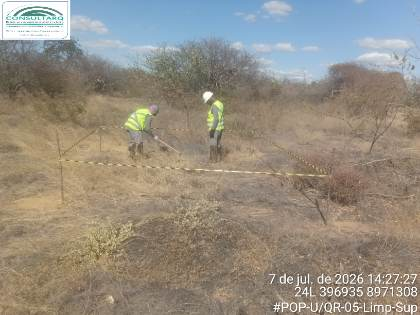 CONSULTARQ
7 de jul. de 2026 14:27:27
24L 396935 8971308
#POP-U/QR-05-Limp-Sup